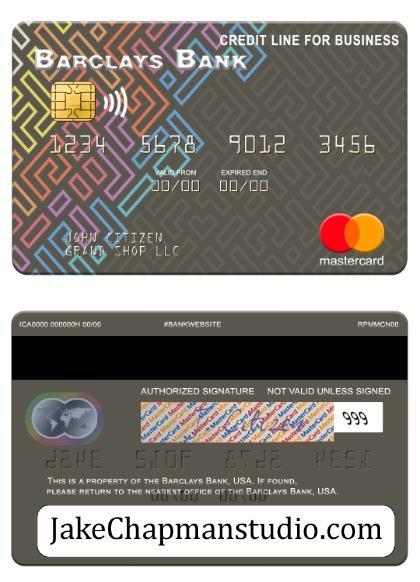 CREDIT LINE FOR BUSINESS
BARCLAYS BANK
1234 5678 9012 3456
VALID FROM EXPIRED END
00/00 00/00
JOHN CITIZEN
GRAND SHOP LLC
mastercard
ICA0000 000000H 00/00 #BANKWEBSITE RPMMCN00
AUTHORIZED SIGNATURE NOT VALID UNLESS SIGNED
999
THIS IS A PROPERTY OF THE BARCLAYS BANK, USA. IF FOUND,
PLEASE RETURN TO THE NEAREST OFFICE OF THE BARCLAYS BANK, USA.
JakeChapmanstudio.com